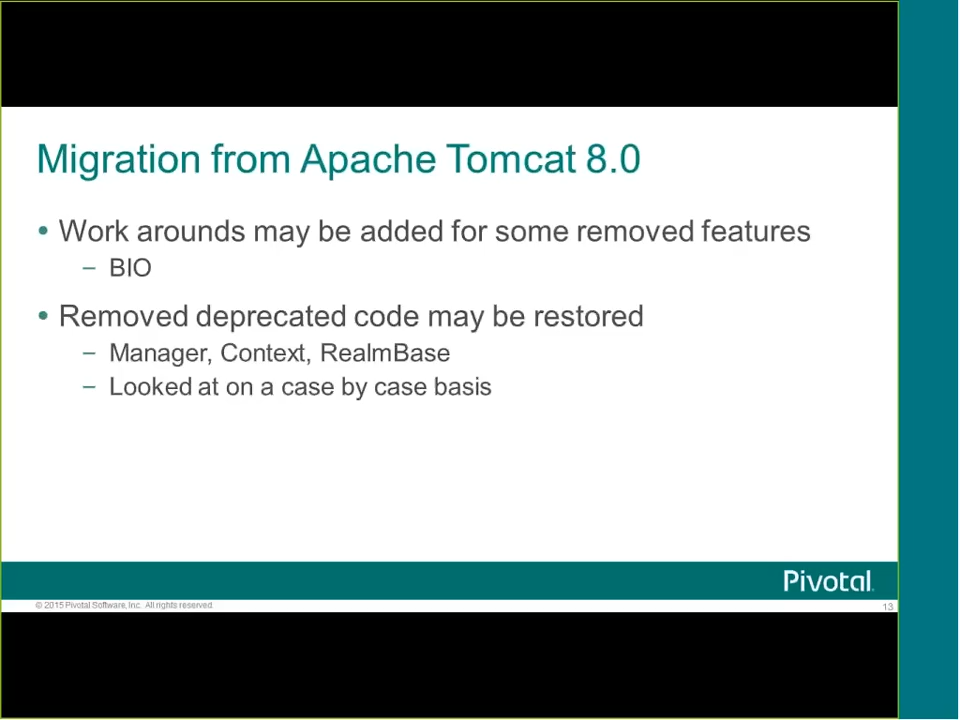 Migration from Apache Tomcat 8.0
• Work arounds may be added for some removed features
– BIO
• Removed deprecated code may be restored
– Manager, Context, RealmBase
– Looked at on a case by case basis
Pivotal
© 2015 Pivotal Software, Inc. All rights reserved
13